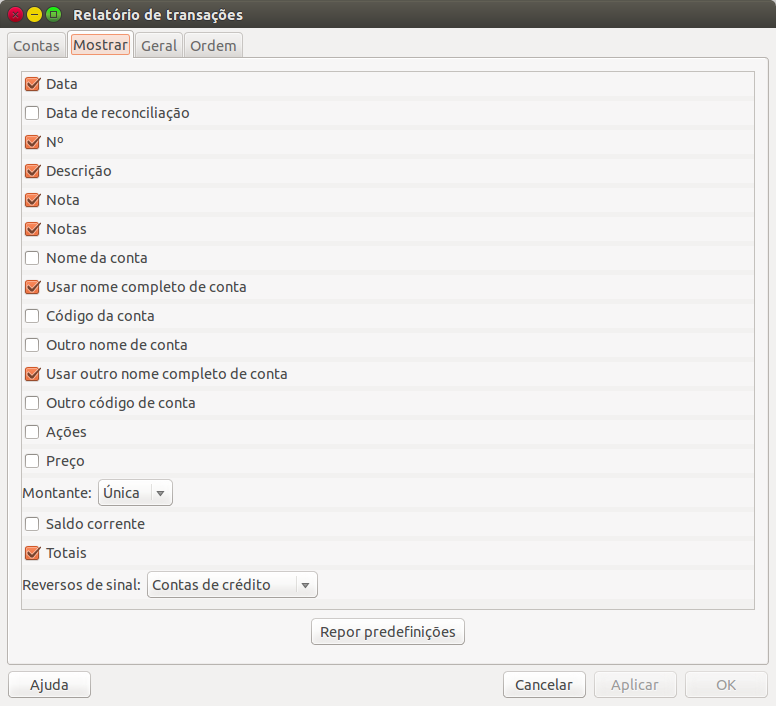 Relatório de transações
Contas Mostrar Geral Ordem
Data
Data de reconciliação
Nº
Descrição
Nota
Notas
Nome da conta
Usar nome completo de conta
Código da conta
Outro nome de conta
Usar outro nome completo de conta
Outro código de conta
Ações
Preço
Montante: Única
Saldo corrente
Totais
Reversos de sinal: Contas de crédito
Repor predefinições
Ajuda Cancelar Aplicar OK